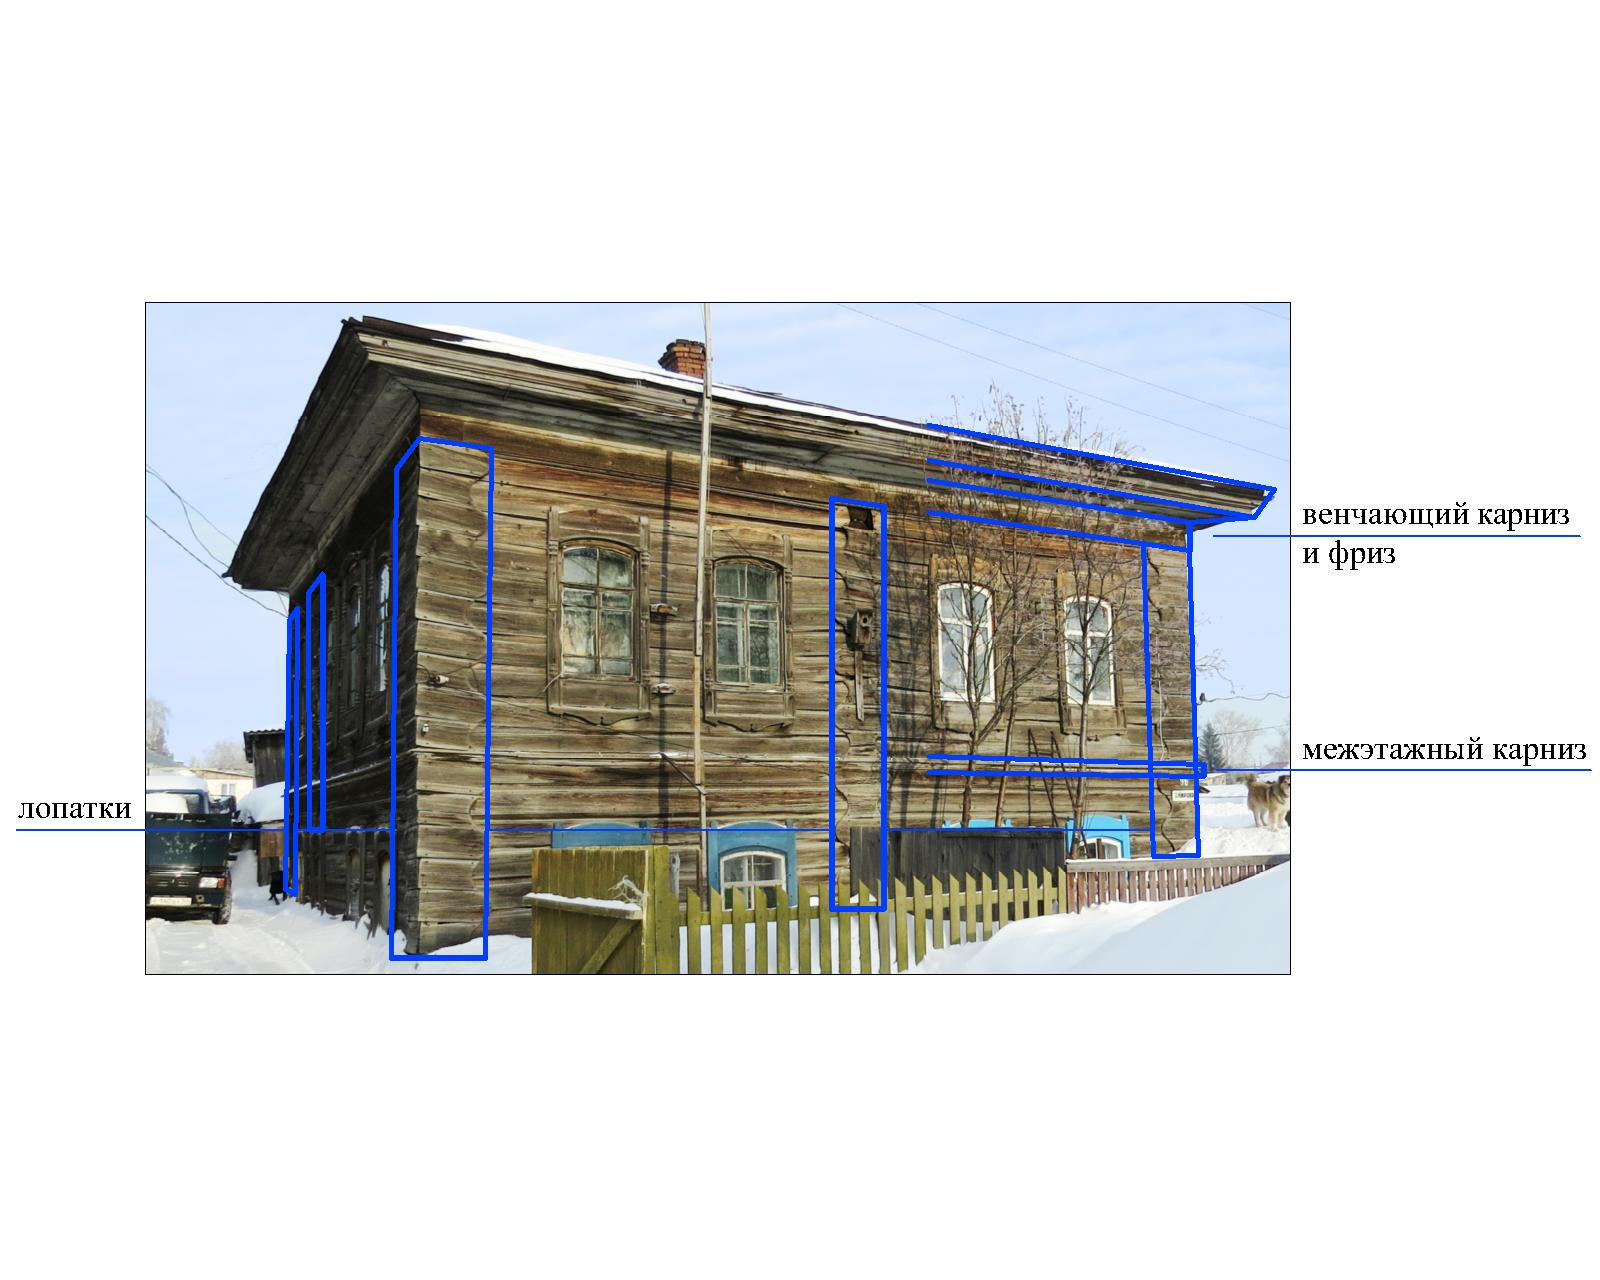 венчающий карниз
и фриз
межэтажный карниз
лопатки